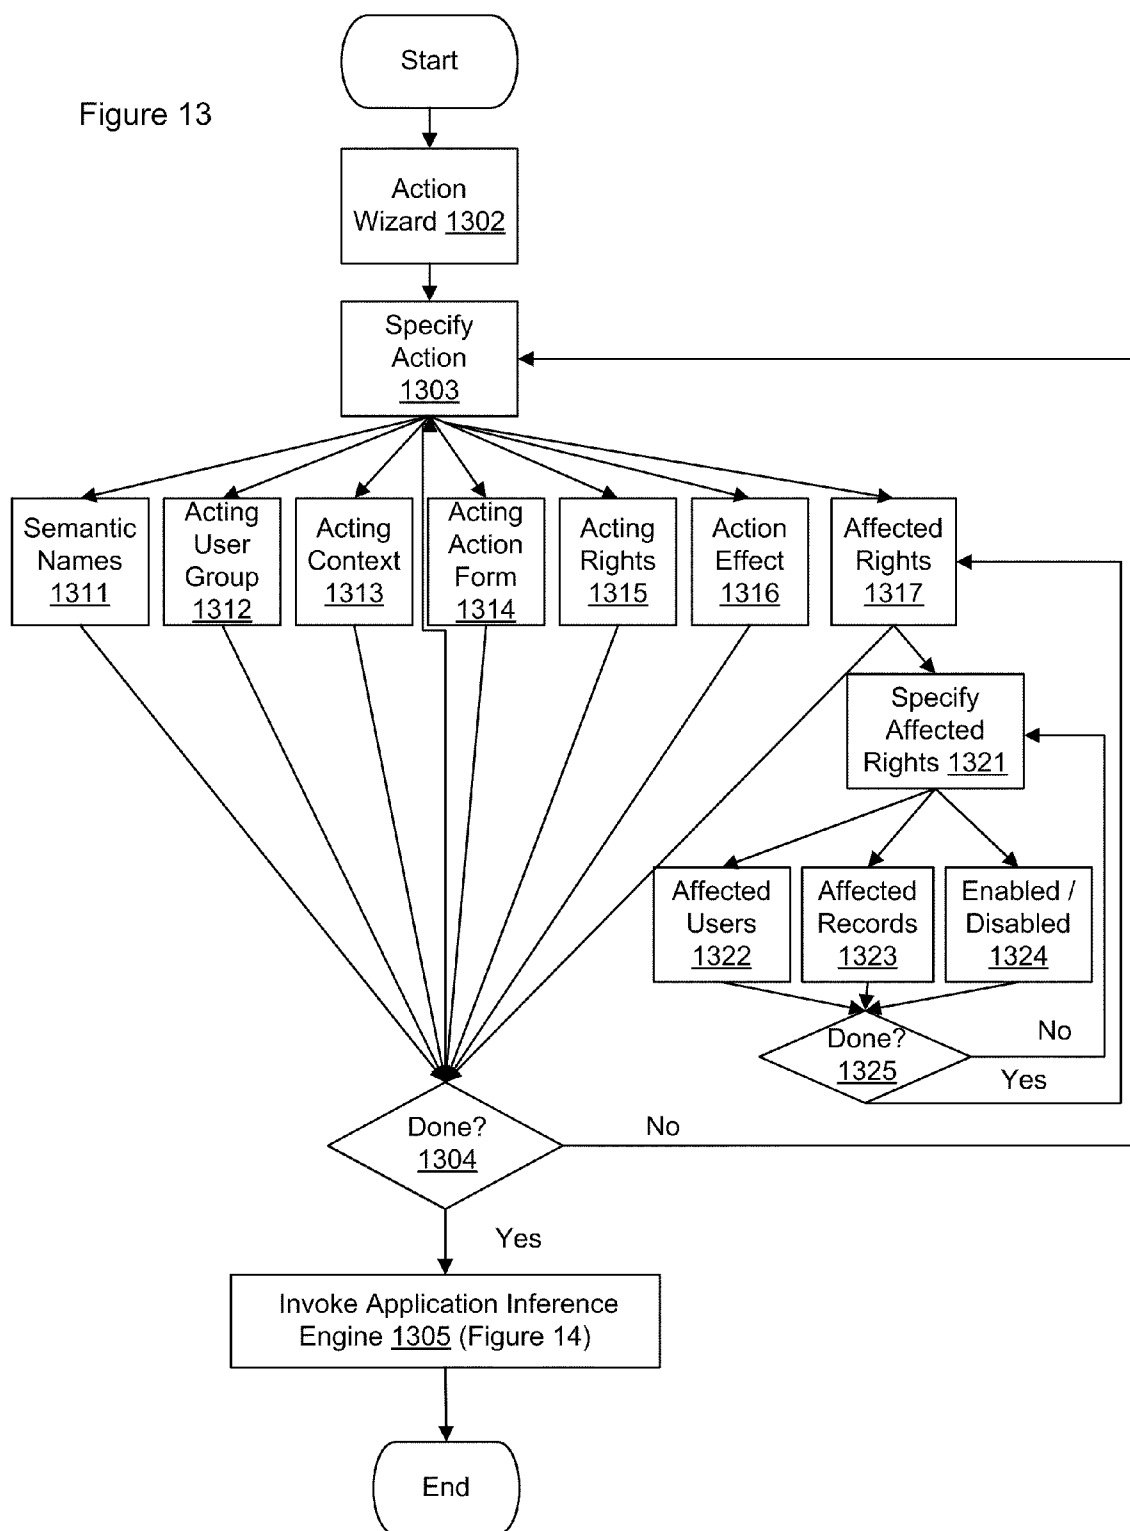 Start
Figure 13
Action
Wizard 1302
Specify
Action
1303
Semantic
Names
1311
Acting
User
Group
1312
Acting
Context
1313
Acting
Action
Form
1314
Acting
Rights
1315
Action
Effect
1316
Affected
Rights
1317
Specify
Affected
Rights 1321
Affected
Users
1322
Affected
Records
1323
Enabled /
Disabled
1324
Done?
1325
No
Yes
Done?
1304
No
Yes
Invoke Application Inference
Engine 1305 (Figure 14)
End